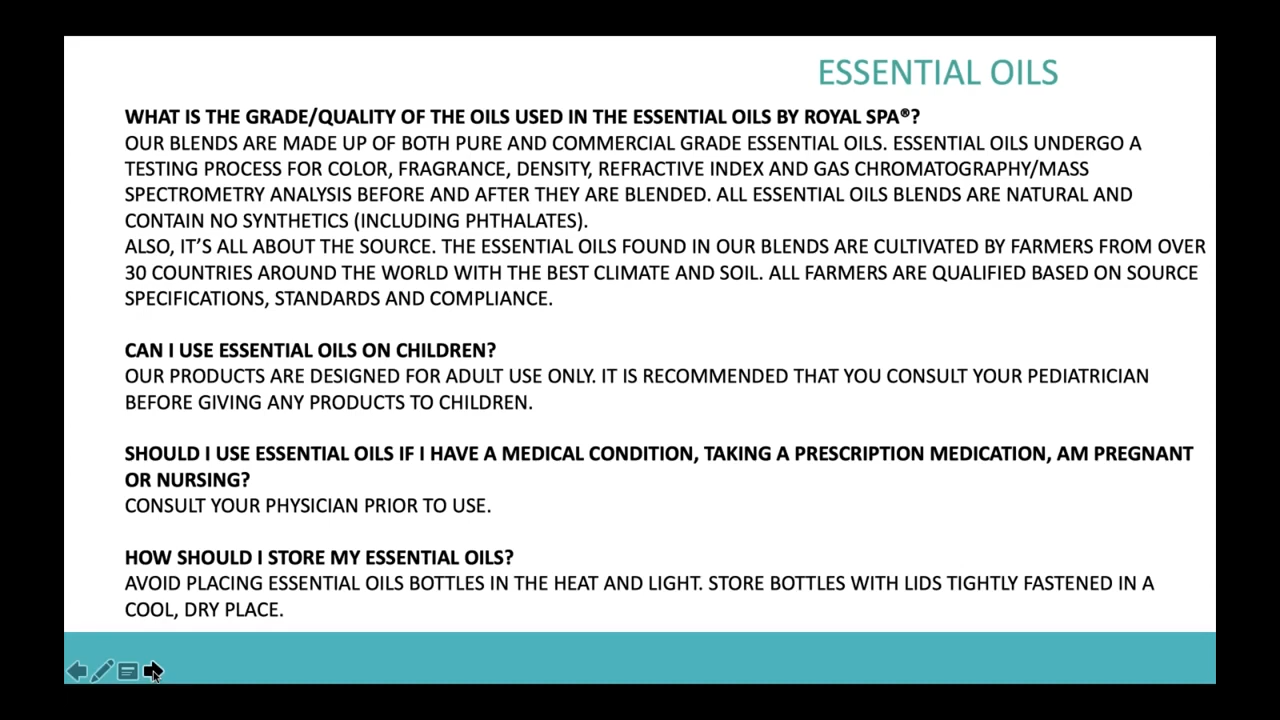 ESSENTIAL OILS
WHAT IS THE GRADE/QUALITY OF THE OILS USED IN THE ESSENTIAL OILS BY ROYAL SPA®?
OUR BLENDS ARE MADE UP OF BOTH PURE AND COMMERCIAL GRADE ESSENTIAL OILS. ESSENTIAL OILS UNDERGO A
TESTING PROCESS FOR COLOR, FRAGRANCE, DENSITY, REFRACTIVE INDEX AND GAS CHROMATOGRAPHY/MASS
SPECTROMETRY ANALYSIS BEFORE AND AFTER THEY ARE BLENDED. ALL ESSENTIAL OILS BLENDS ARE NATURAL AND
CONTAIN NO SYNTHETICS (INCLUDING PHTHALATES).
ALSO, IT’S ALL ABOUT THE SOURCE. THE ESSENTIAL OILS FOUND IN OUR BLENDS ARE CULTIVATED BY FARMERS FROM OVER
30 COUNTRIES AROUND THE WORLD WITH THE BEST CLIMATE AND SOIL. ALL FARMERS ARE QUALIFIED BASED ON SOURCE
SPECIFICATIONS, STANDARDS AND COMPLIANCE.
CAN I USE ESSENTIAL OILS ON CHILDREN?
OUR PRODUCTS ARE DESIGNED FOR ADULT USE ONLY. IT IS RECOMMENDED THAT YOU CONSULT YOUR PEDIATRICIAN
BEFORE GIVING ANY PRODUCTS TO CHILDREN.
SHOULD I USE ESSENTIAL OILS IF I HAVE A MEDICAL CONDITION, TAKING A PRESCRIPTION MEDICATION, AM PREGNANT
OR NURSING?
CONSULT YOUR PHYSICIAN PRIOR TO USE.
HOW SHOULD I STORE MY ESSENTIAL OILS?
AVOID PLACING ESSENTIAL OILS BOTTLES IN THE HEAT AND LIGHT. STORE BOTTLES WITH LIDS TIGHTLY FASTENED IN A
COOL, DRY PLACE.